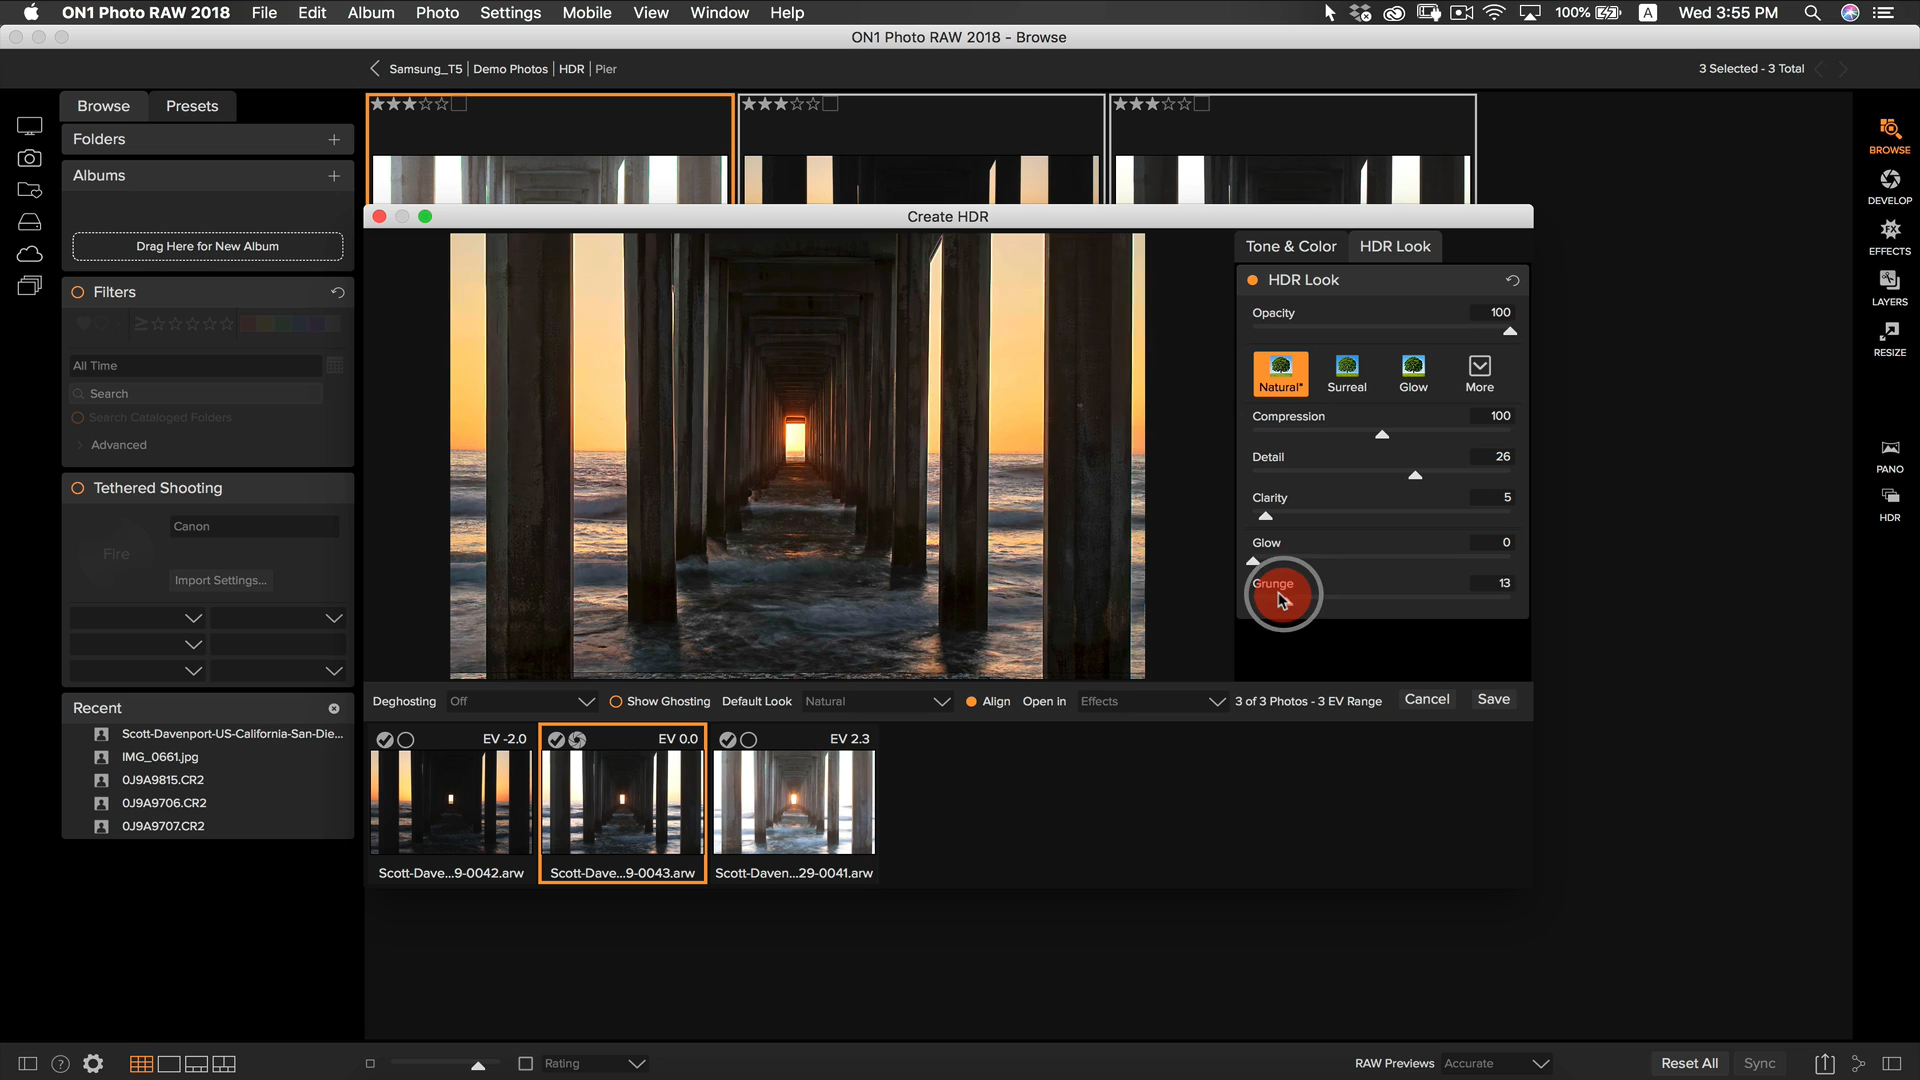 ON1 Photo RAW 2018 File Edit Album Photo Settings Mobile View Window Help 100% A Wed 3:55 PM
ON1 Photo RAW 2018 - Browse
Samsung_T5 | Demo Photos | HDR | Pier
3 Selected - 3 Total
Browse Presets
Folders
Albums
Drag Here for New Album
Filters
All Time
Search
Search Cataloged Folders
Advanced
Tethered Shooting
Canon
Fire
Import Settings...
Recent
Scott-Davenport-US-California-San-Die...
IMG_0661.jpg
0J9A9815.CR2
0J9A9706.CR2
0J9A9707.CR2
Create HDR
Tone & Color HDR Look
HDR Look
Opacity 100
Natural* Surreal Glow More
Compression 100
Detail 26
Clarity 5
Glow 0
Grunge 13
Deghosting Off Show Ghosting Default Look Natural Align Open in Effects 3 of 3 Photos - 3 EV Range Cancel Save
EV -2.0 EV 0.0 EV 2.3
Scott-Dave...9-0042.arw Scott-Dave...9-0043.arw Scott-Daven...29-0041.arw
BROWSE
DEVELOP
FX
EFFECTS
LAYERS
RESIZE
PANO
HDR
? Rating RAW Previews Accurate Reset All Sync